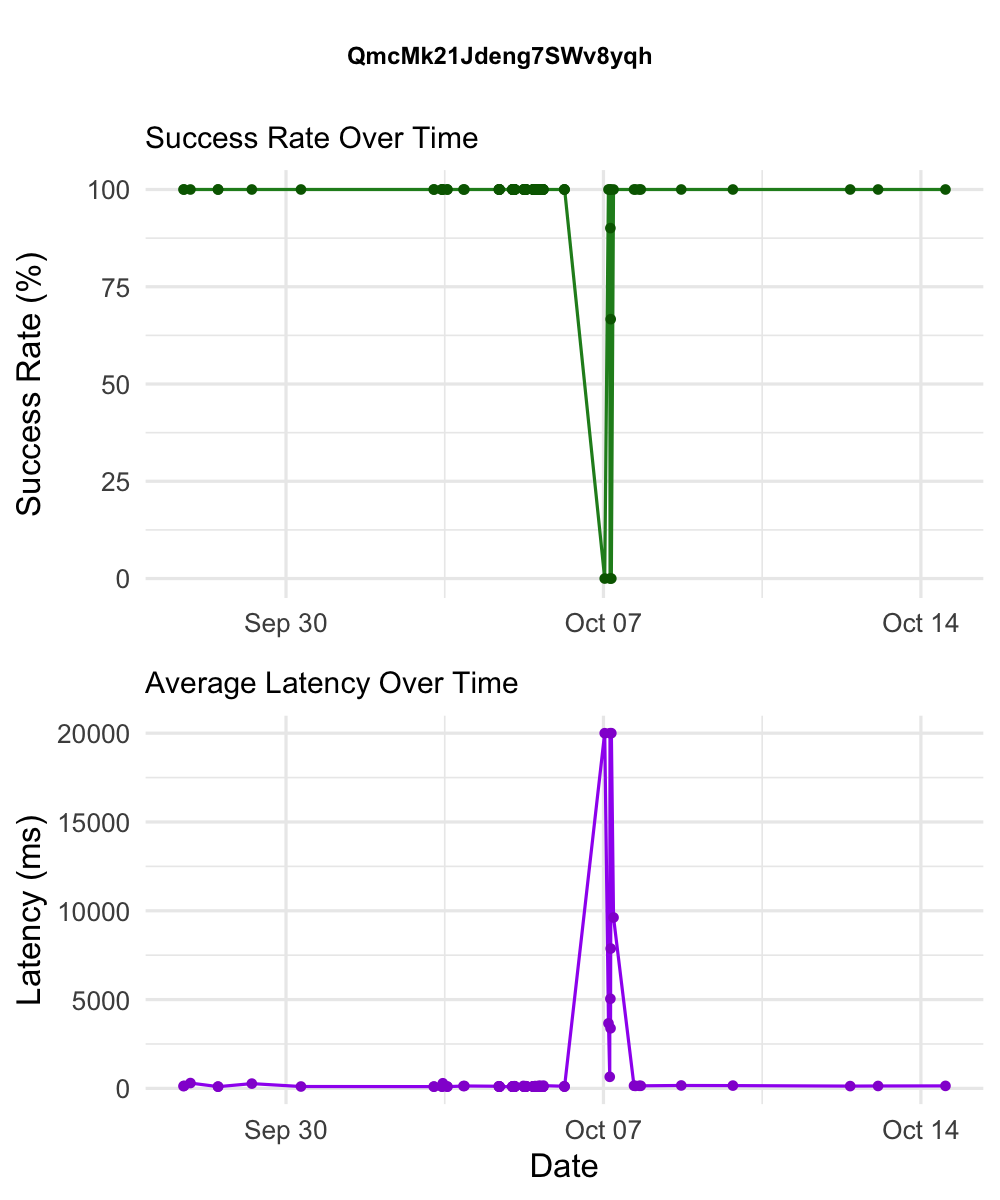 QmcMk21Jdeng7SWv8yqh
Success Rate Over Time
Success Rate (%)
100
75
50
25
0
Sep 30 Oct 07 Oct 14
Average Latency Over Time
Latency (ms)
20000
15000
10000
5000
0
Sep 30 Oct 07 Oct 14
Date